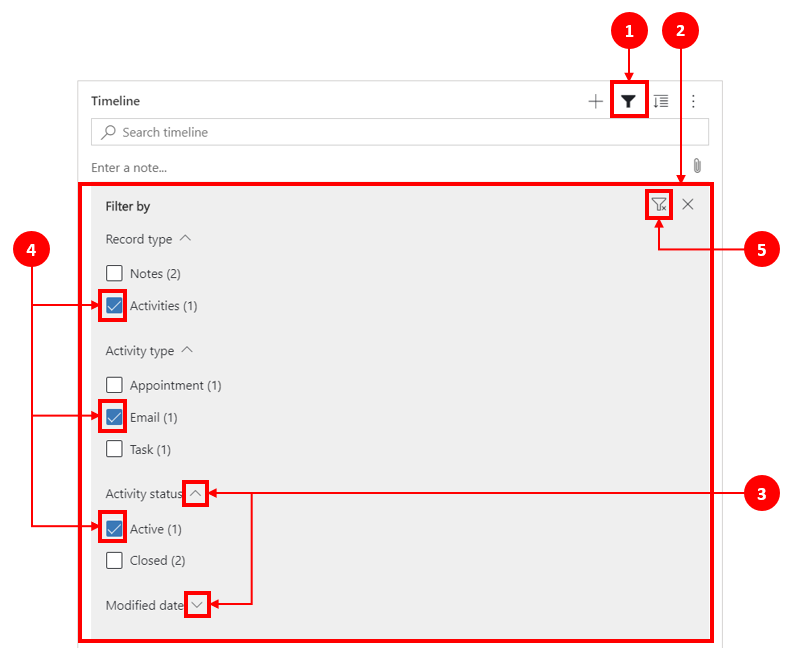 1
2
Timeline
Search timeline
Enter a note...
Filter by
5
4
Record type
Notes (2)
Activities (1)
Activity type
Appointment (1)
Email (1)
Task (1)
Activity status
3
Active (1)
Closed (2)
Modified date